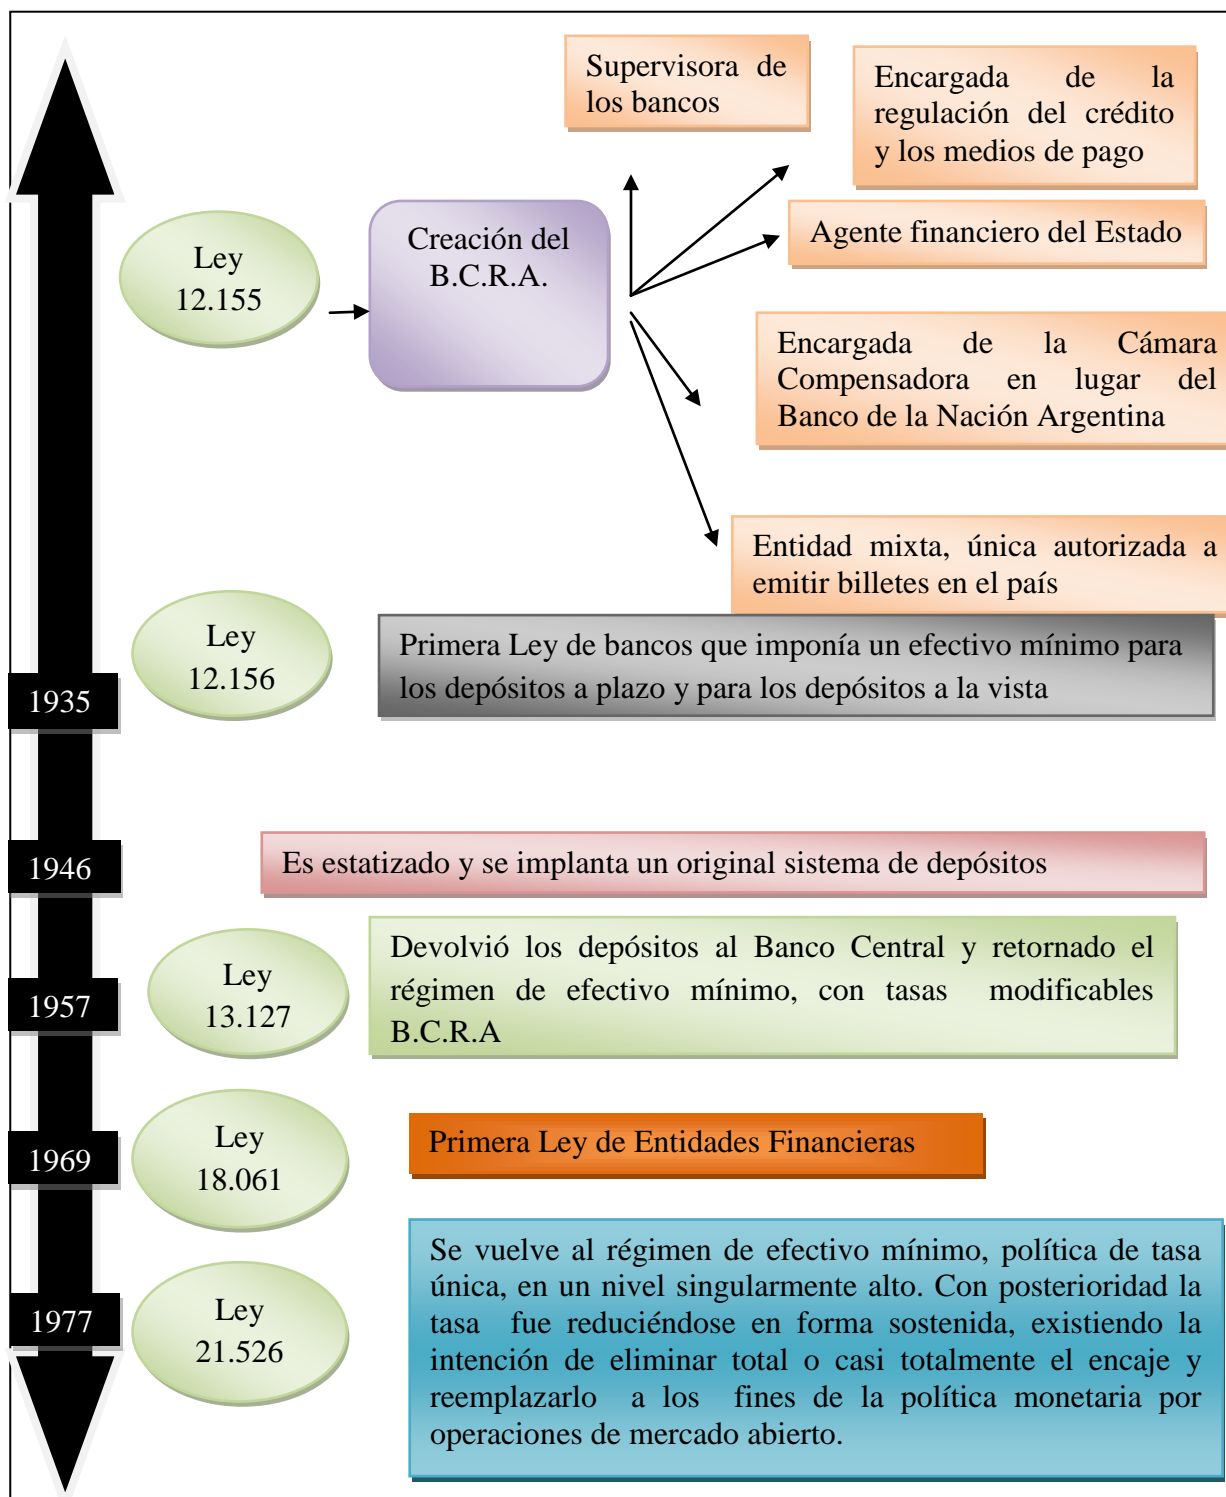 Supervisora de
los bancos
Encargada de la
regulación del crédito
y los medios de pago
Ley
12.155
Creación del
B.C.R.A.
Agente financiero del Estado
Encargada de la Cámara
Compensadora en lugar del
Banco de la Nación Argentina
Entidad mixta, única autorizada a
emitir billetes en el país
1935
Ley
12.156
Primera Ley de bancos que imponía un efectivo mínimo para
los depósitos a plazo y para los depósitos a la vista
1946
Es estatizado y se implanta un original sistema de depósitos
1957
Ley
13.127
Devolvió los depósitos al Banco Central y retornado el
régimen de efectivo mínimo, con tasas modificables
B.C.R.A
1969
Ley
18.061
Primera Ley de Entidades Financieras
1977
Ley
21.526
Se vuelve al régimen de efectivo mínimo, política de tasa
única, en un nivel singularmente alto. Con posterioridad la
tasa fue reduciéndose en forma sostenida, existiendo la
intención de eliminar total o casi totalmente el encaje y
reemplazarlo a los fines de la política monetaria por
operaciones de mercado abierto.